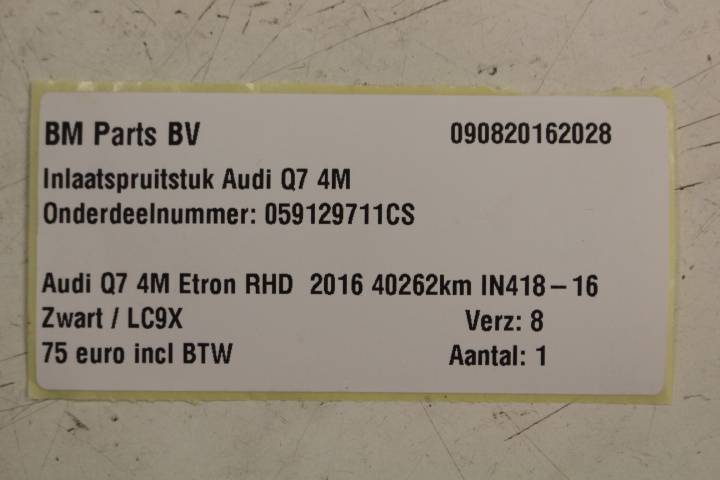 BM Parts BV 090820162028
Inlaatspruitstuk Audi Q7 4M
Onderdeelnummer: 059129711CS
Audi Q7 4M Etron RHD 2016 40262km IN418-16
Zwart / LC9X Verz: 8
75 euro incl BTW Aantal: 1